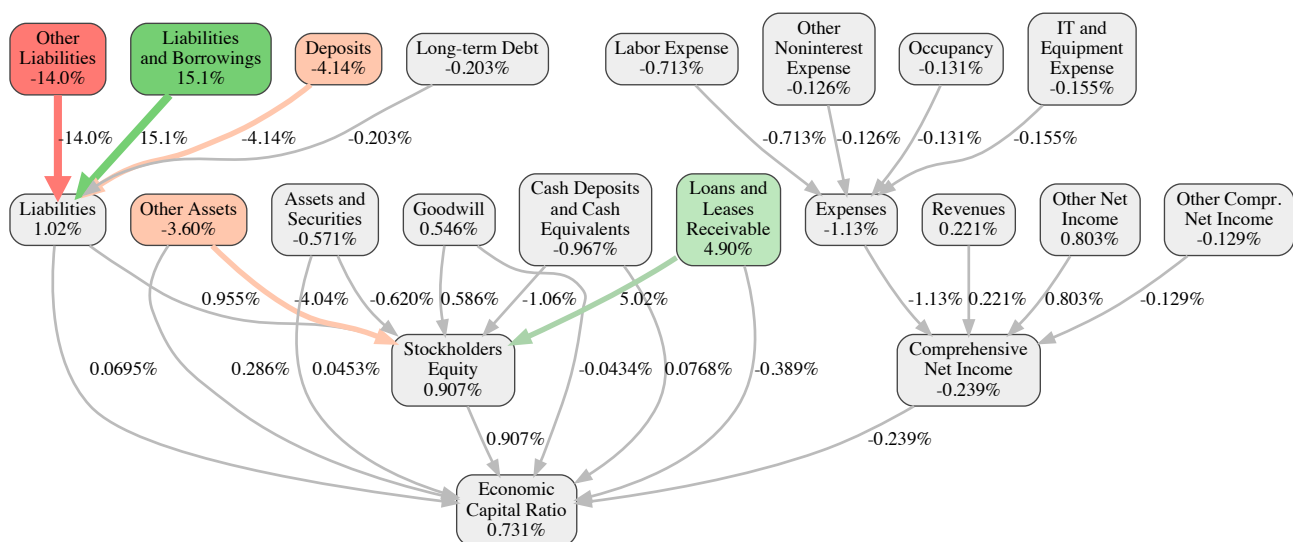 Other
Liabilities
-14.0%
Liabilities
and Borrowings
15.1%
Deposits
-4.14%
Long-term Debt
-0.203%
Labor Expense
-0.713%
Other
Noninterest
Expense
-0.126%
Occupancy
-0.131%
IT and
Equipment
Expense
-0.155%
-14.0%
15.1%
-4.14%
-0.203%
-0.713%
-0.126%
-0.131%
-0.155%
Liabilities
1.02%
Other Assets
-3.60%
Assets and
Securities
-0.571%
Goodwill
0.546%
Cash Deposits
and Cash
Equivalents
-0.967%
Loans and
Leases
Receivable
4.90%
Expenses
-1.13%
Revenues
0.221%
Other Net
Income
0.803%
Other Compr.
Net Income
-0.129%
0.955%
-4.04%
-0.620%
0.586%
-1.06%
5.02%
-1.13%
0.221%
0.803%
-0.129%
0.0695%
0.286%
0.0453%
Stockholders
Equity
0.907%
-0.0434%
0.0768%
-0.389%
Comprehensive
Net Income
-0.239%
0.907%
-0.239%
Economic
Capital Ratio
0.731%